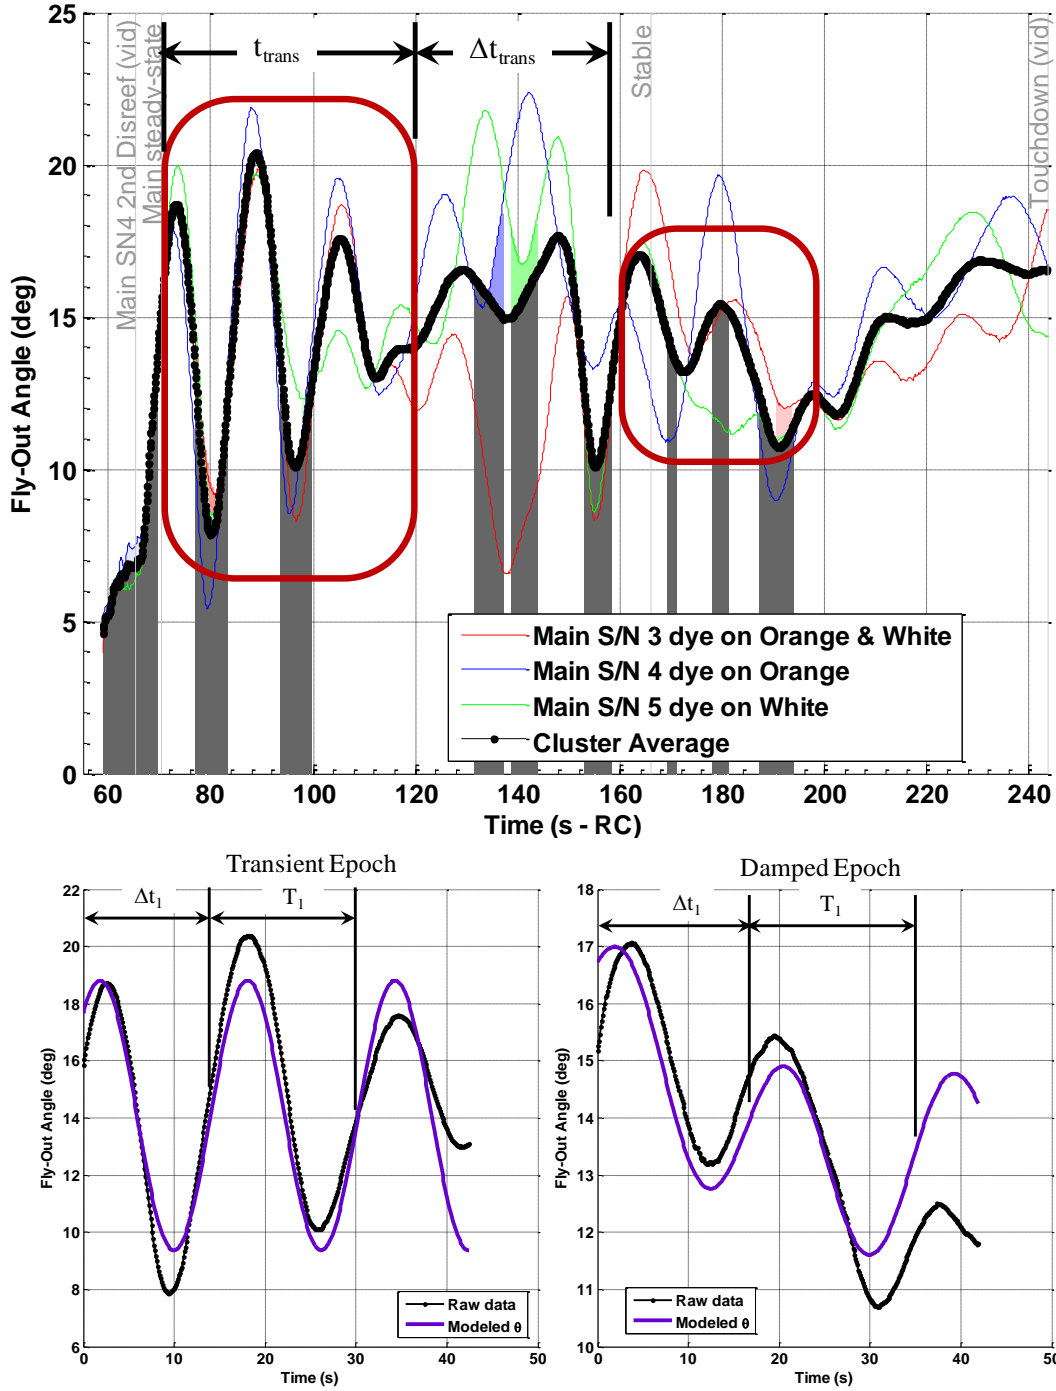 25
20
15
10
5
0
Fly-Out Angle (deg)
Main SN4 2nd Disreef (vid)
Main steady-state
t_trans
Δt_trans
Stable
Touchdown (vid)
Main S/N 3 dye on Orange & White
Main S/N 4 dye on Orange
Main S/N 5 dye on White
Cluster Average
60 80 100 120 140 160 180 200 220 240
Time (s - RC)
Transient Epoch
22
20
18
16
14
12
10
8
6
Fly-Out Angle (deg)
Δt₁ T₁
Raw data
Modeled θ
0 10 20 30 40 50
Time (s)
Damped Epoch
18
17
16
15
14
13
12
11
10
Fly-Out Angle (deg)
Δt₁ T₁
Raw data
Modeled θ
0 10 20 30 40 50
Time (s)